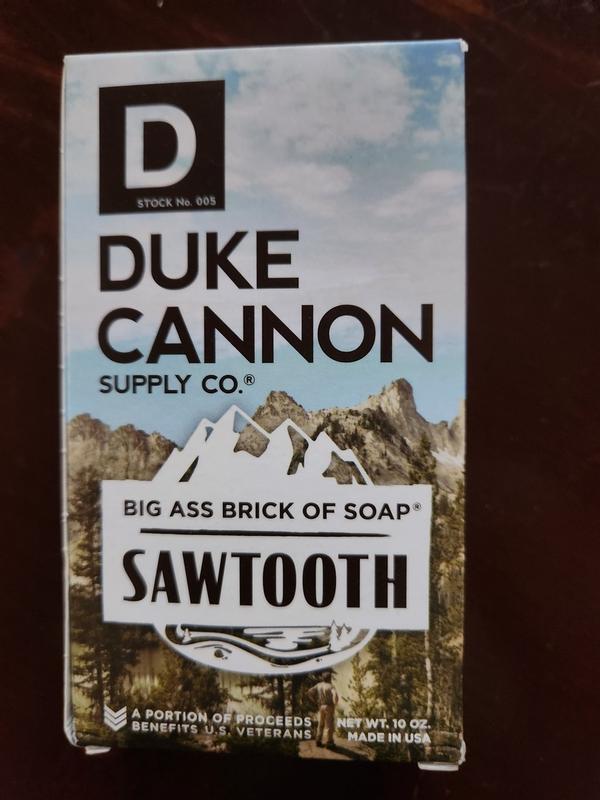 D
STOCK No. 005
DUKE
CANNON
SUPPLY CO.®
BIG ASS BRICK OF SOAP®
SAWTOOTH
A PORTION OF PROCEEDS
BENEFITS U.S. VETERANS
NET WT. 10 OZ.
MADE IN USA